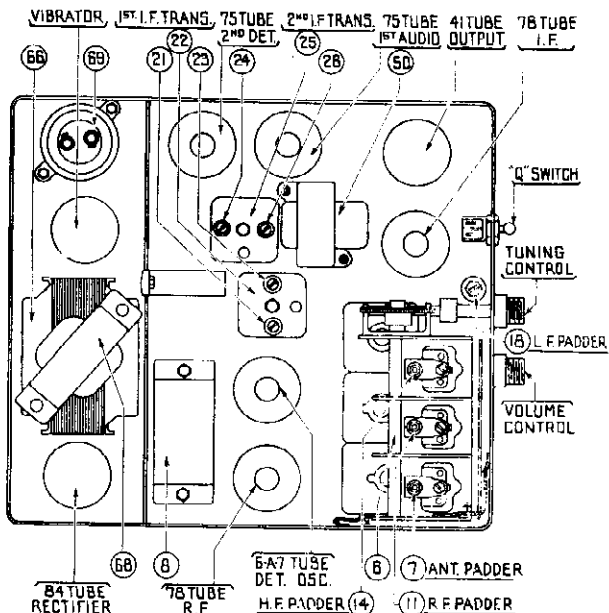 VIBRATOR
1ST. I.F. TRANS.
75 TUBE
2ND DET.
2ND I.F. TRANS.
75 TUBE
1ST AUDIO
41 TUBE
OUTPUT
78 TUBE
I.F.
66
69
22
21
23
24
25
26
50
"Q" SWITCH
TUNING
CONTROL
18 L.F. PADDER
VOLUME
CONTROL
84 TUBE
RECTIFIER
68
8
78 TUBE
R.F.
6-A7 TUBE
DET. OSC.
H.F. PADDER 14
6
7 ANT. PADDER
11 R.F. PADDER